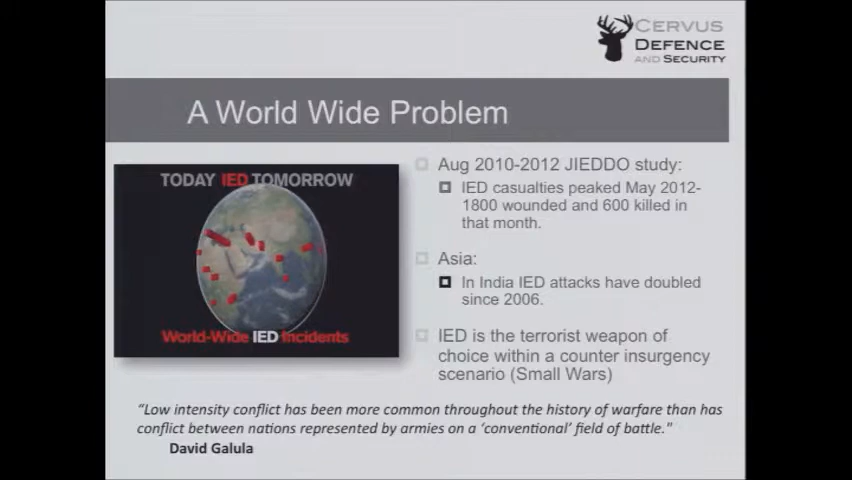 CERVUS
DEFENCE
AND SECURITY
A World Wide Problem
TODAY IED TOMORROW
World-Wide IED Incidents
Aug 2010-2012 JIEDDO study:
IED casualties peaked May 2012-
1800 wounded and 600 killed in
that month.
Asia:
In India IED attacks have doubled
since 2006.
IED is the terrorist weapon of
choice within a counter insurgency
scenario (Small Wars)
“Low intensity conflict has been more common throughout the history of warfare than has
conflict between nations represented by armies on a ‘conventional’ field of battle."
David Galula